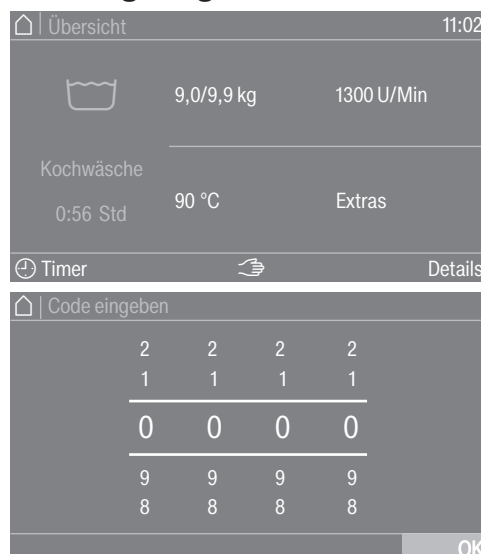 Übersicht 11:02
9,0/9,9 kg 1300 U/Min
Kochwäsche
90 °C Extras
0:56 Std
Timer Details
Code eingeben
2 2 2 2
1 1 1 1
0 0 0 0
9 9 9 9
8 8 8 8
OK